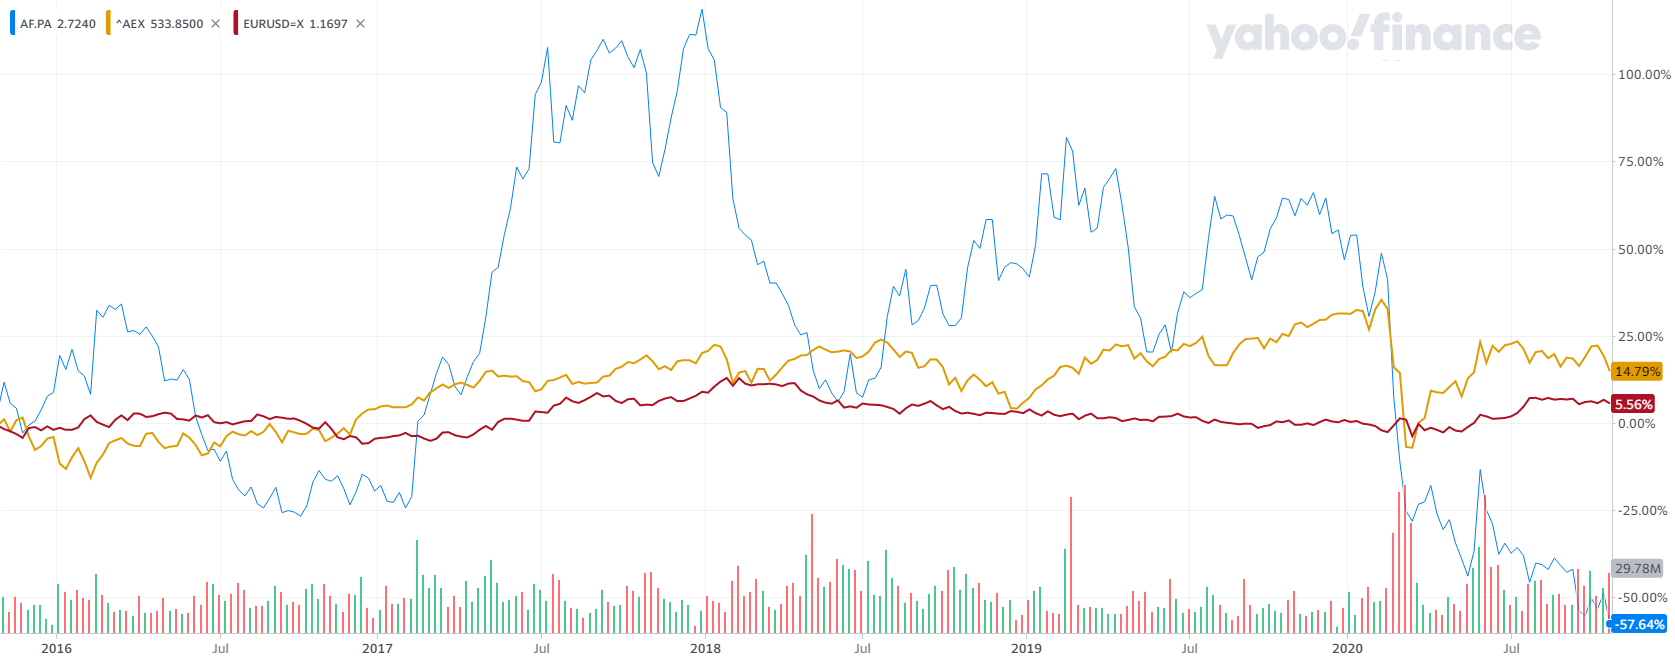 AF.PA 2.7240 ^AEX 533.8500 × EURUSD=X 1.1697 ×
yahoo!finance
100.00%
75.00%
50.00%
25.00%
14.79%
5.56%
0.00%
-25.00%
29.78M
-50.00%
-57.64%
2016 Jul 2017 Jul 2018 Jul 2019 Jul 2020 Jul